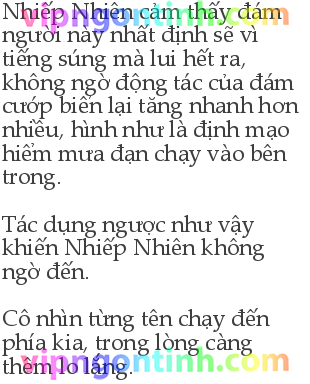 Nhiếp Nhiên cảm thấy đám
người này nhất định sẽ vì
tiếng súng mà lui hết ra,
không ngờ động tác của đám
cướp biển lại tăng nhanh hơn
nhiều, hình như là định mạo
hiểm mưa đạn chạy vào bên
trong.
Tác dụng ngược như vậy
khiến Nhiếp Nhiên không
ngờ đến.
Cô nhìn từng tên chạy đến
phía kia, trong lòng càng
thêm lo lắng.
vipngontinh.com
vipngontinh.com